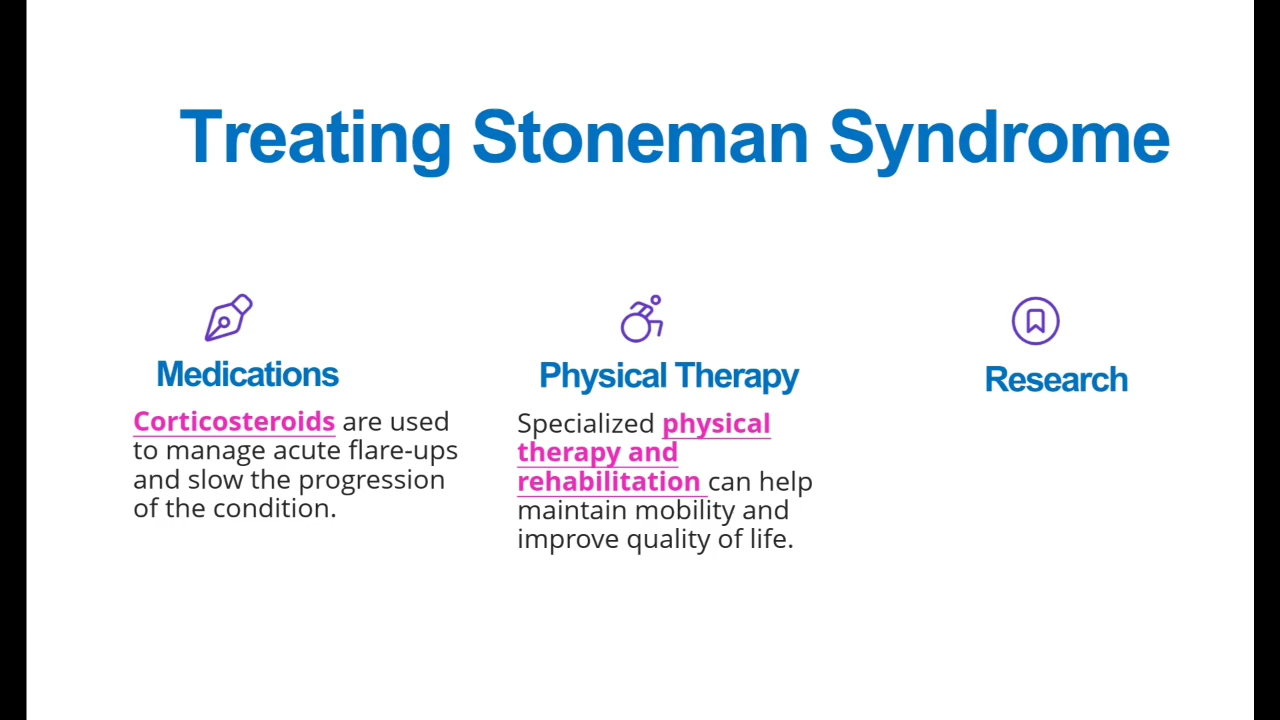 Treating Stoneman Syndrome
Medications
Corticosteroids are used
to manage acute flare-ups
and slow the progression
of the condition.
Physical Therapy
Specialized physical
therapy and
rehabilitation can help
maintain mobility and
improve quality of life.
Research